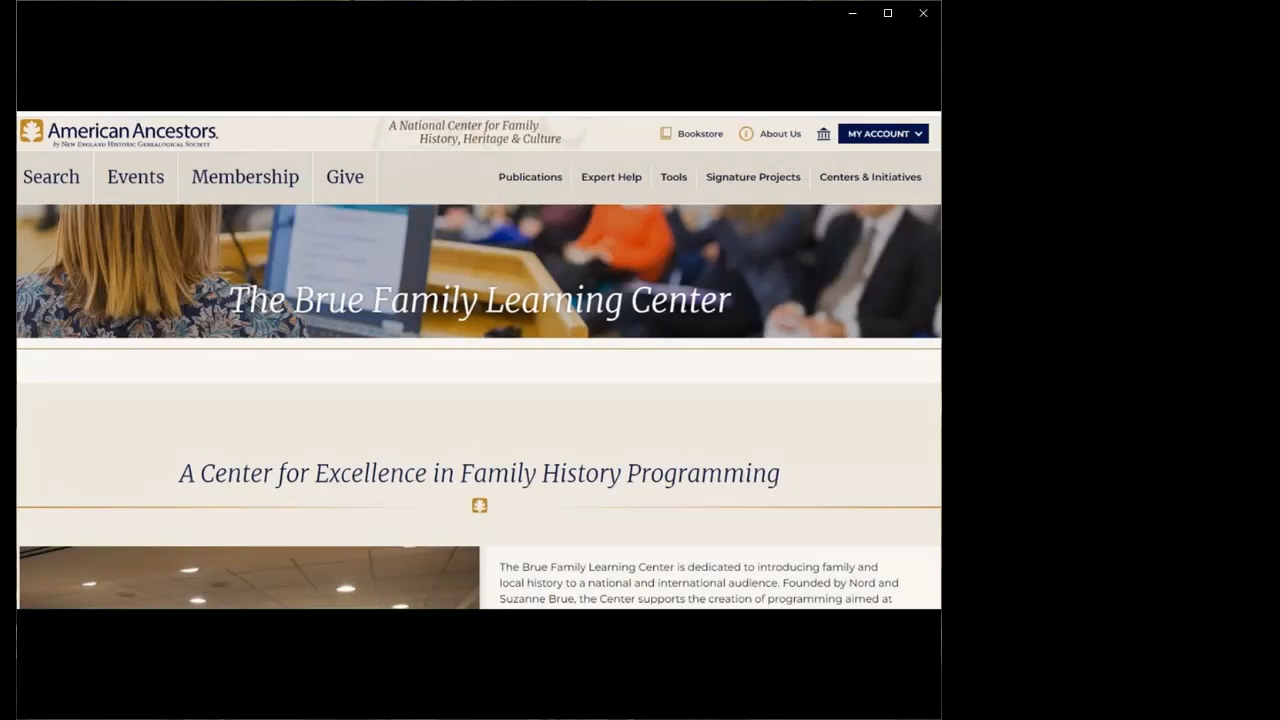 American Ancestors.
by New England Historic Genealogical Society
A National Center for Family
History, Heritage & Culture
Bookstore
About Us
MY ACCOUNT
Search
Events
Membership
Give
Publications
Expert Help
Tools
Signature Projects
Centers & Initiatives
The Brue Family Learning Center
A Center for Excellence in Family History Programming
The Brue Family Learning Center is dedicated to introducing family and
local history to a national and international audience. Founded by Nord and
Suzanne Brue, the Center supports the creation of programming aimed at